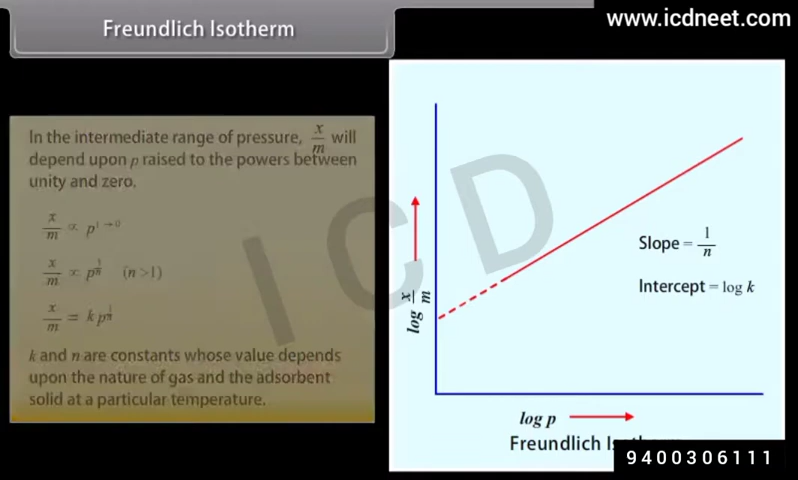 Freundlich Isotherm
www.icdneet.com
In the intermediate range of pressure, x/m will
depend upon p raised to the powers between
unity and zero.
x/m ∝ p^(1→0)
x/m ∝ p^(1/n) (n >1)
x/m = k p^(1/n)
k and n are constants whose value depends
upon the nature of gas and the adsorbent
solid at a particular temperature.
ICD
log x/m
Slope = 1/n
Intercept = log k
log p
Freundlich
9400306111